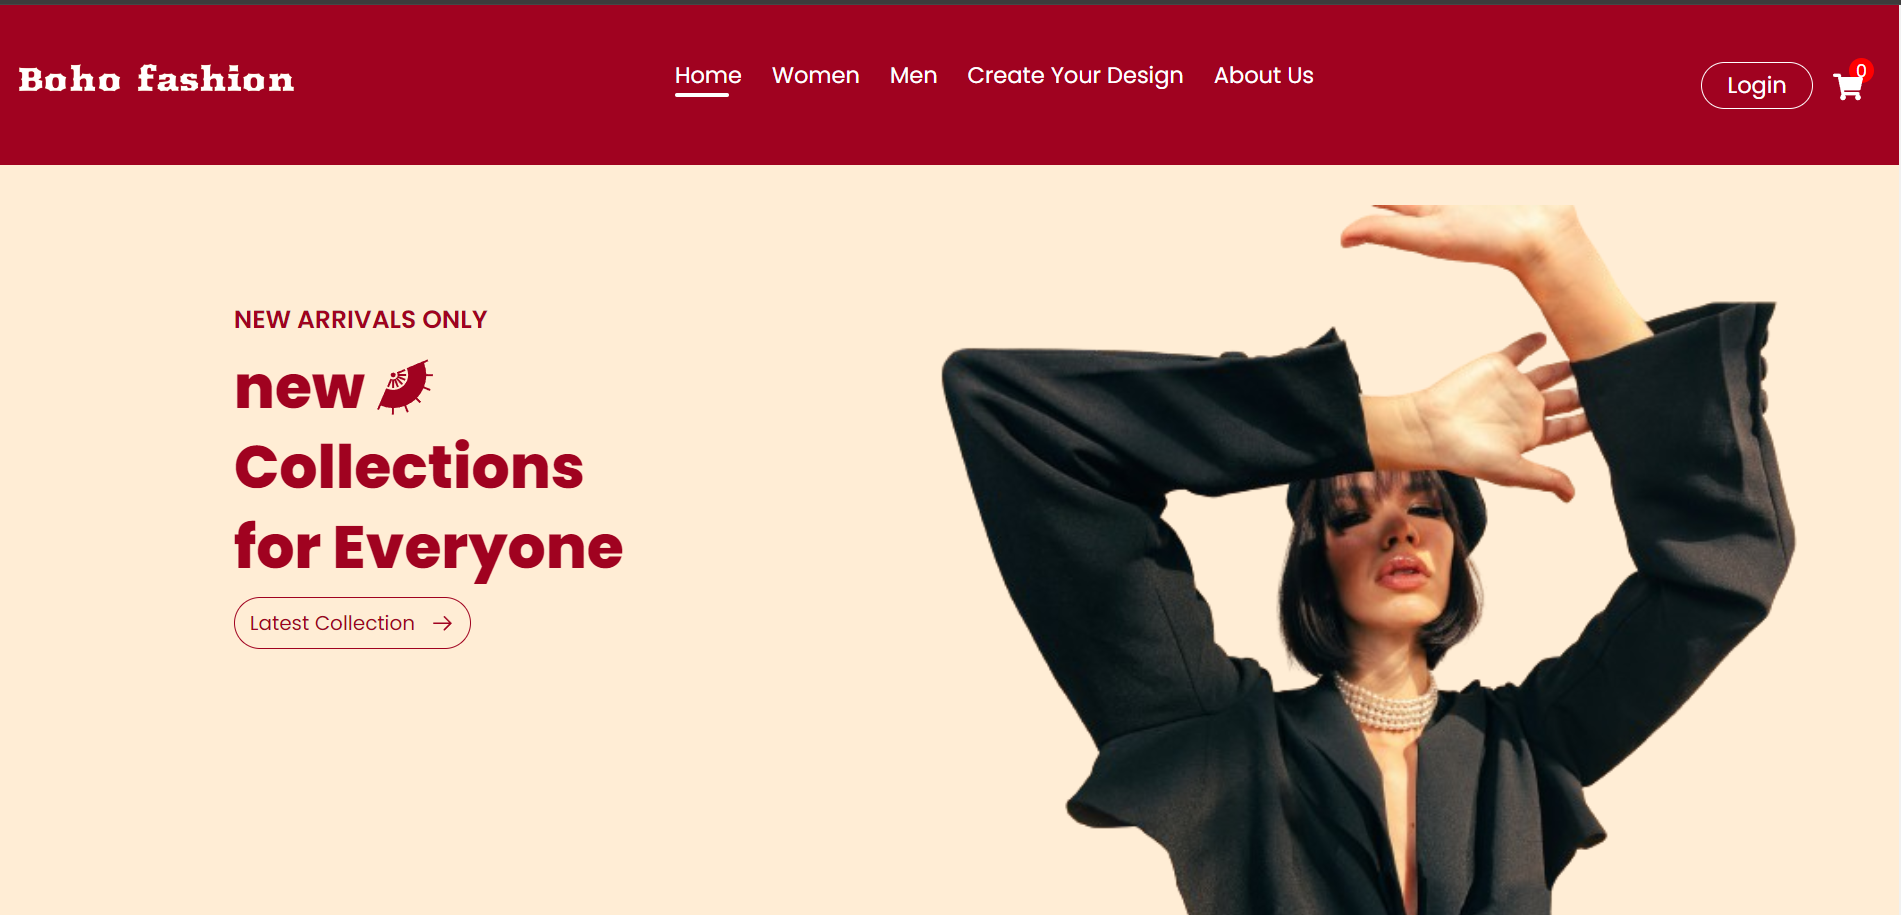 Boho fashion
Home Women Men Create Your Design About Us
Login
0
NEW ARRIVALS ONLY
new
Collections
for Everyone
Latest Collection →